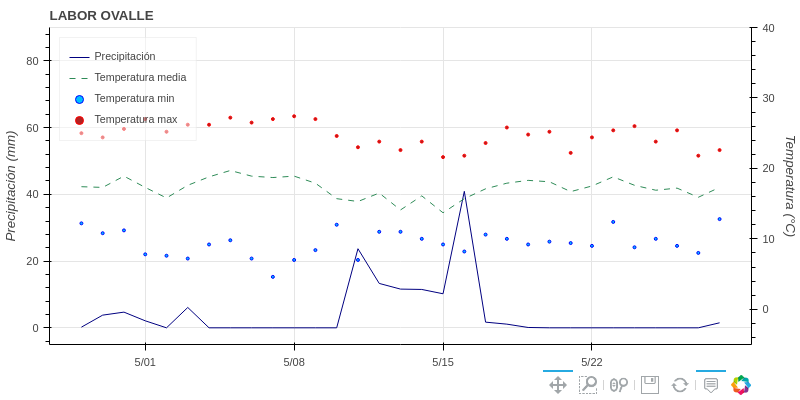 LABOR OVALLE
Precipitación
Temperatura media
Temperatura min
Temperatura max
Precipitación (mm)
80
60
40
20
0
Temperatura (°C)
40
30
20
10
0
5/01
5/08
5/15
5/22